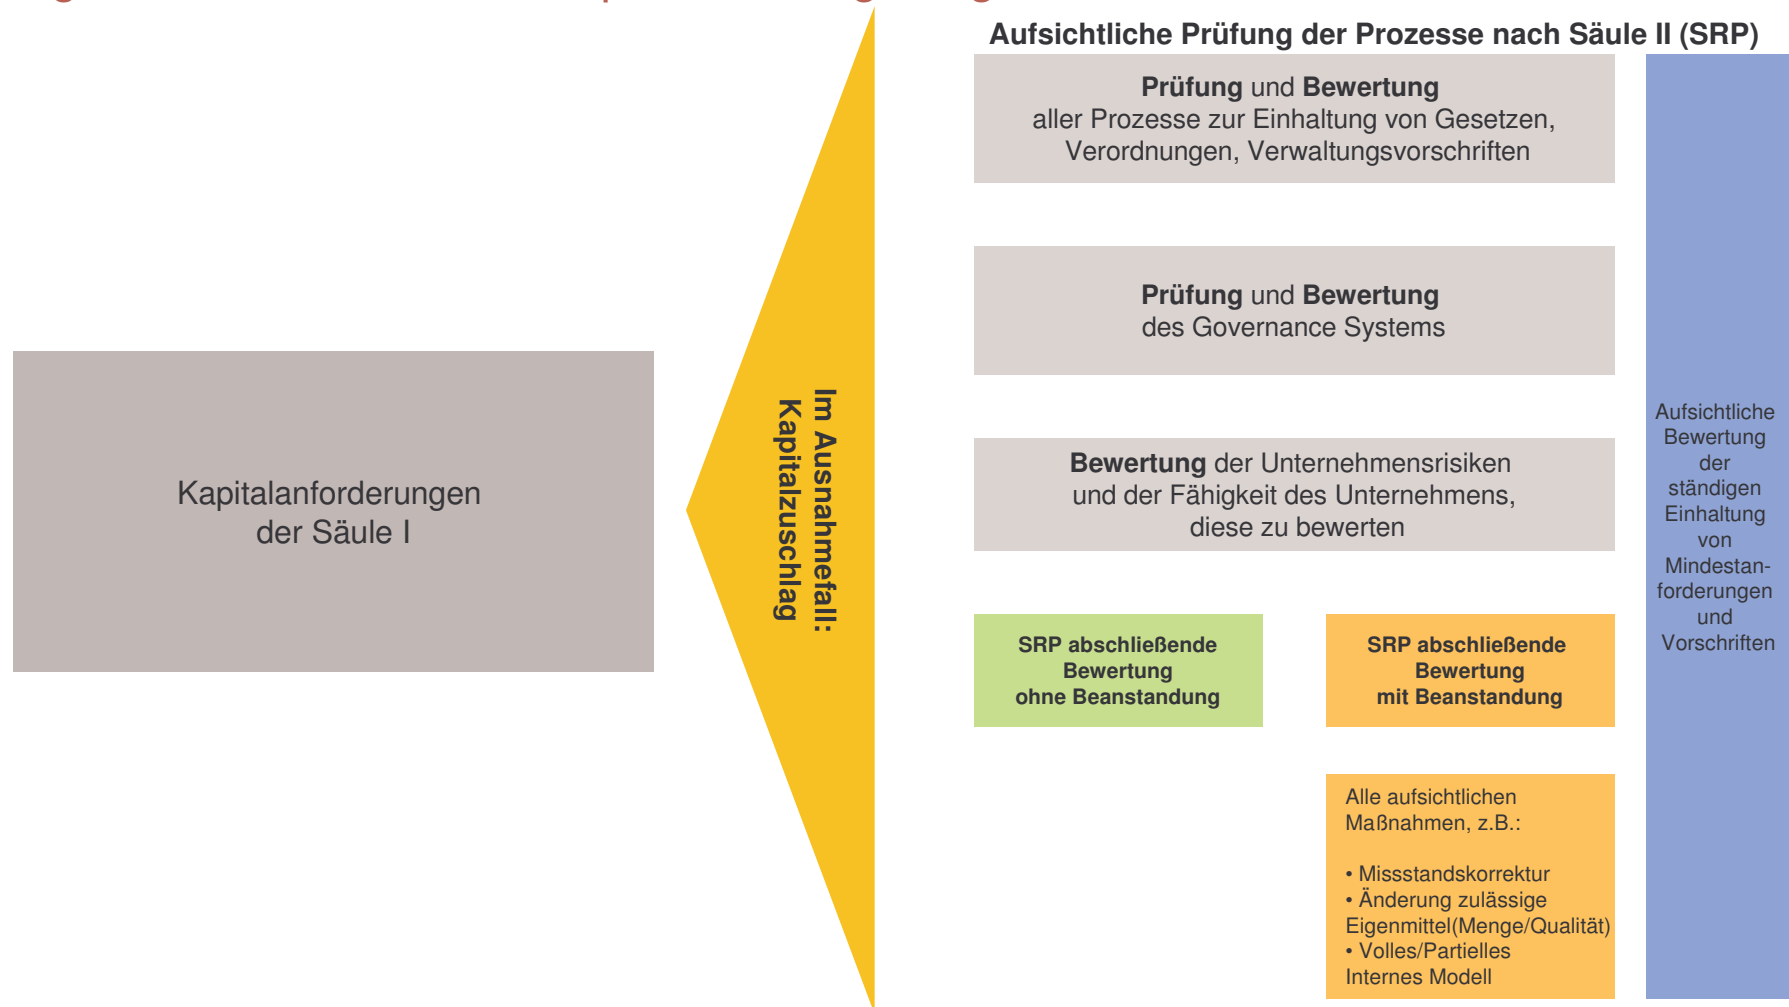 Aufsichtliche Prüfung der Prozesse nach Säule II (SRP)
Prüfung und Bewertung
aller Prozesse zur Einhaltung von Gesetzen,
Verordnungen, Verwaltungsvorschriften
Prüfung und Bewertung
des Governance Systems
Bewertung der Unternehmensrisiken
und der Fähigkeit des Unternehmens,
diese zu bewerten
Kapitalanforderungen
der Säule I
Im Ausnahmefall:
Kapitalzuschlag
SRP abschließende
Bewertung
ohne Beanstandung
SRP abschließende
Bewertung
mit Beanstandung
Alle aufsichtlichen
Maßnahmen, z.B.:
• Missstandskorrektur
• Änderung zulässige
Eigenmittel(Menge/Qualität)
• Volles/Partielles
Internes Modell
Aufsichtliche
Bewertung
der
ständigen
Einhaltung
von
Mindestan-
forderungen
und
Vorschriften